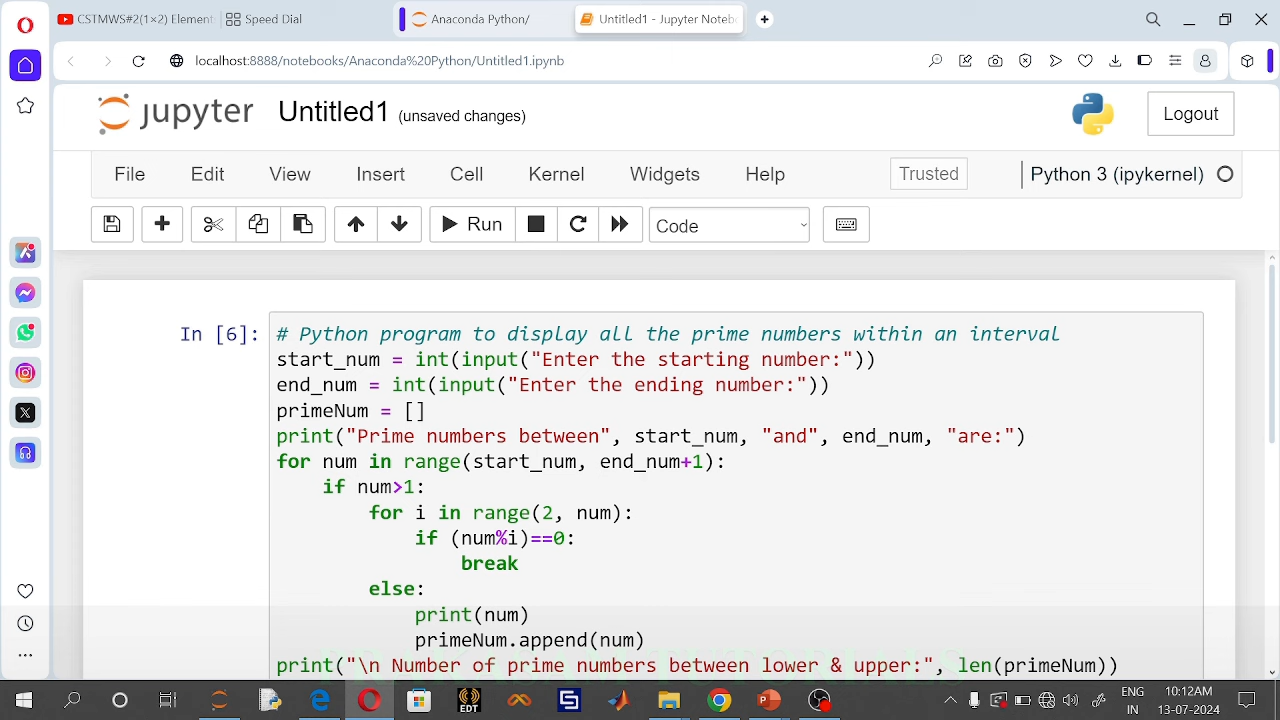 CSTMWS#2(1×2) Element
Speed Dial
Anaconda Python/
Untitled1 - Jupyter Noteb
localhost:8888/notebooks/Anaconda%20Python/Untitled1.ipynb
jupyter Untitled1 (unsaved changes)
Logout
File Edit View Insert Cell Kernel Widgets Help Trusted Python 3 (ipykernel)
Run Code
In [6]: # Python program to display all the prime numbers within an interval
start_num = int(input("Enter the starting number:"))
end_num = int(input("Enter the ending number:"))
primeNum = []
print("Prime numbers between", start_num, "and", end_num, "are:")
for num in range(start_num, end_num+1):
    if num>1:
        for i in range(2, num):
            if (num%i)==0:
                break
        else:
            print(num)
            primeNum.append(num)
print("\n Number of prime numbers between lower & upper:", len(primeNum))
EDT
ENG
IN
10:12AM
13-07-2024